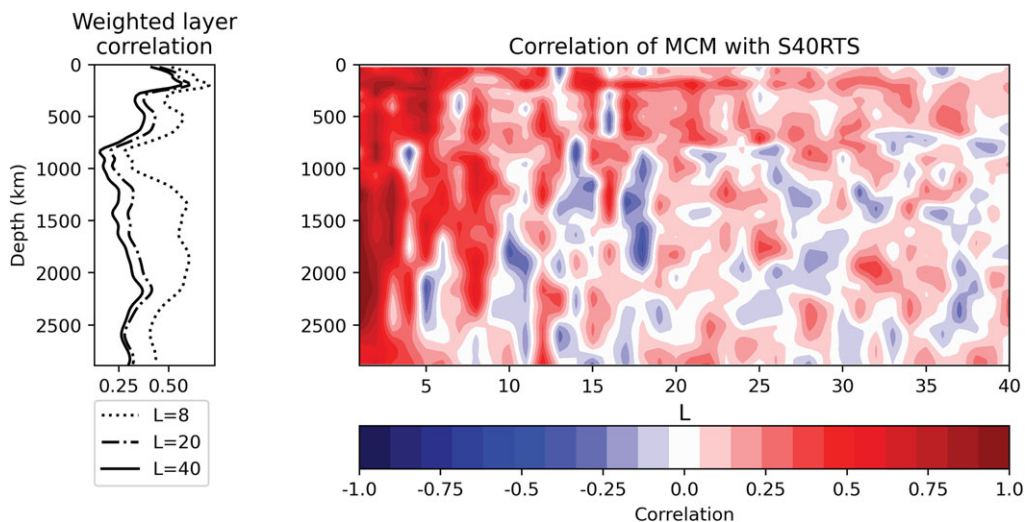 Weighted layer
correlation
Depth (km)
0
500
1000
1500
2000
2500
0.25 0.50
L=8
L=20
L=40
Correlation of MCM with S40RTS
0
500
1000
1500
2000
2500
5 10 15 20 25 30 35 40
L
-1.0 -0.75 -0.5 -0.25 0.0 0.25 0.5 0.75 1.0
Correlation